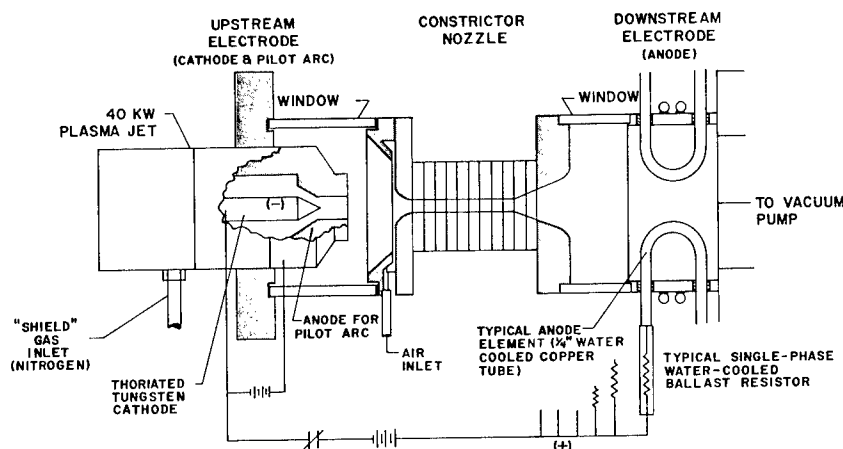 UPSTREAM
ELECTRODE
(CATHODE & PILOT ARC)
CONSTRICTOR
NOZZLE
DOWNSTREAM
ELECTRODE
(ANODE)
WINDOW
WINDOW
40 KW
PLASMA JET
(-)
TO VACUUM
PUMP
"SHIELD"
GAS
INLET
(NITROGEN)
ANODE FOR
PILOT ARC
AIR
INLET
THORIATED
TUNGSTEN
CATHODE
TYPICAL ANODE
ELEMENT (¼" WATER
COOLED COPPER
TUBE)
TYPICAL SINGLE-PHASE
WATER-COOLED
BALLAST RESISTOR
(+)